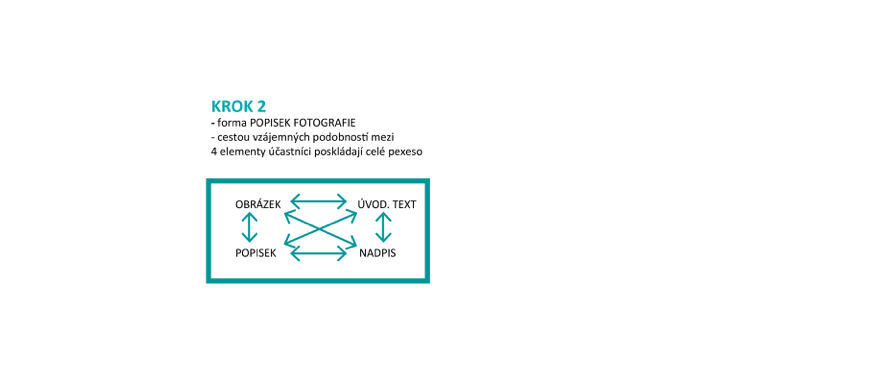 KROK 2
- forma POPISEK FOTOGRAFIE
- cestou vzájemných podobností mezi
4 elementy účastníci poskládají celé pexeso
OBRÁZEK ÚVOD. TEXT
POPISEK NADPIS